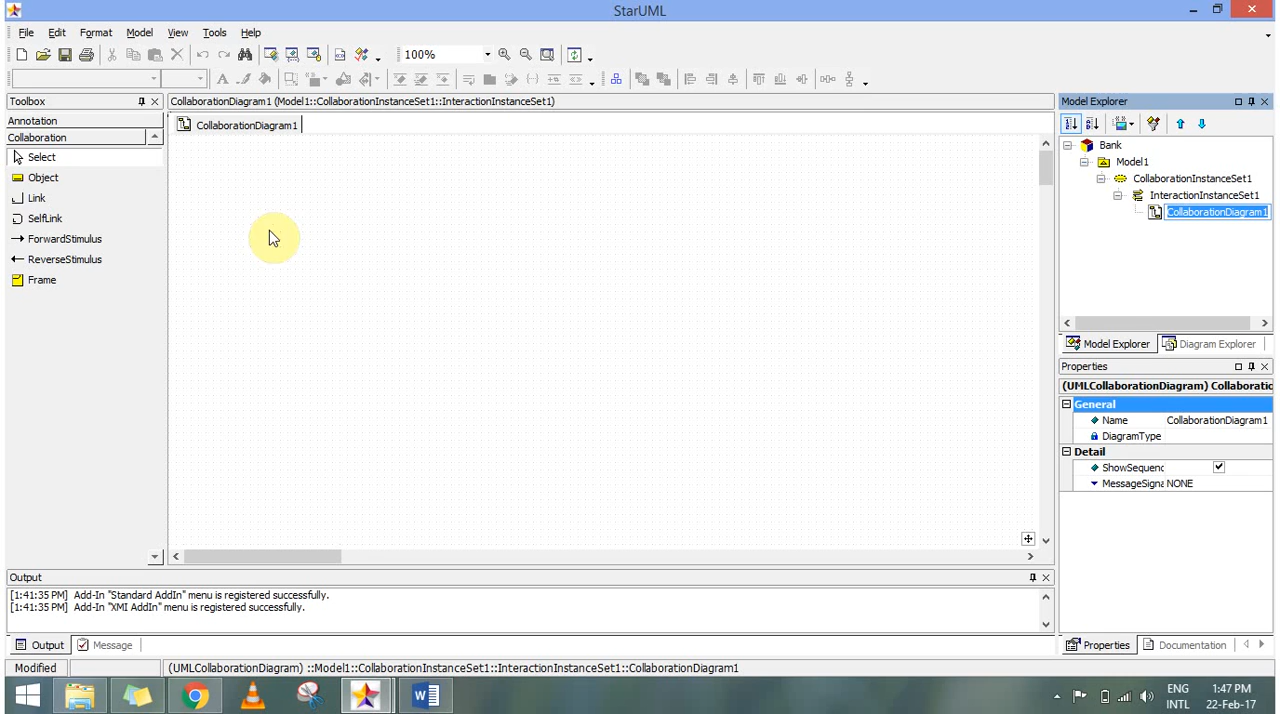 StarUML
File Edit Format Model View Tools Help
100%
Toolbox
CollaborationDiagram1 (Model1::CollaborationInstanceSet1::InteractionInstanceSet1)
Model Explorer
Annotation
Collaboration
CollaborationDiagram1
Select
Object
Link
SelfLink
ForwardStimulus
ReverseStimulus
Frame
Bank
Model1
CollaborationInstanceSet1
InteractionInstanceSet1
CollaborationDiagram1
Model Explorer Diagram Explorer
Properties
(UMLCollaborationDiagram) Collaboratio
General
Name CollaborationDiagram1
DiagramType
Detail
ShowSequenc
MessageSigna NONE
Output
[1:41:35 PM] Add-In "Standard AddIn" menu is registered successfully.
[1:41:35 PM] Add-In "XMI AddIn" menu is registered successfully.
Output Message
Properties Documentation
Modified
(UMLCollaborationDiagram) ::Model1::CollaborationInstanceSet1::InteractionInstanceSet1::CollaborationDiagram1
ENG
INTL
1:47 PM
22-Feb-17